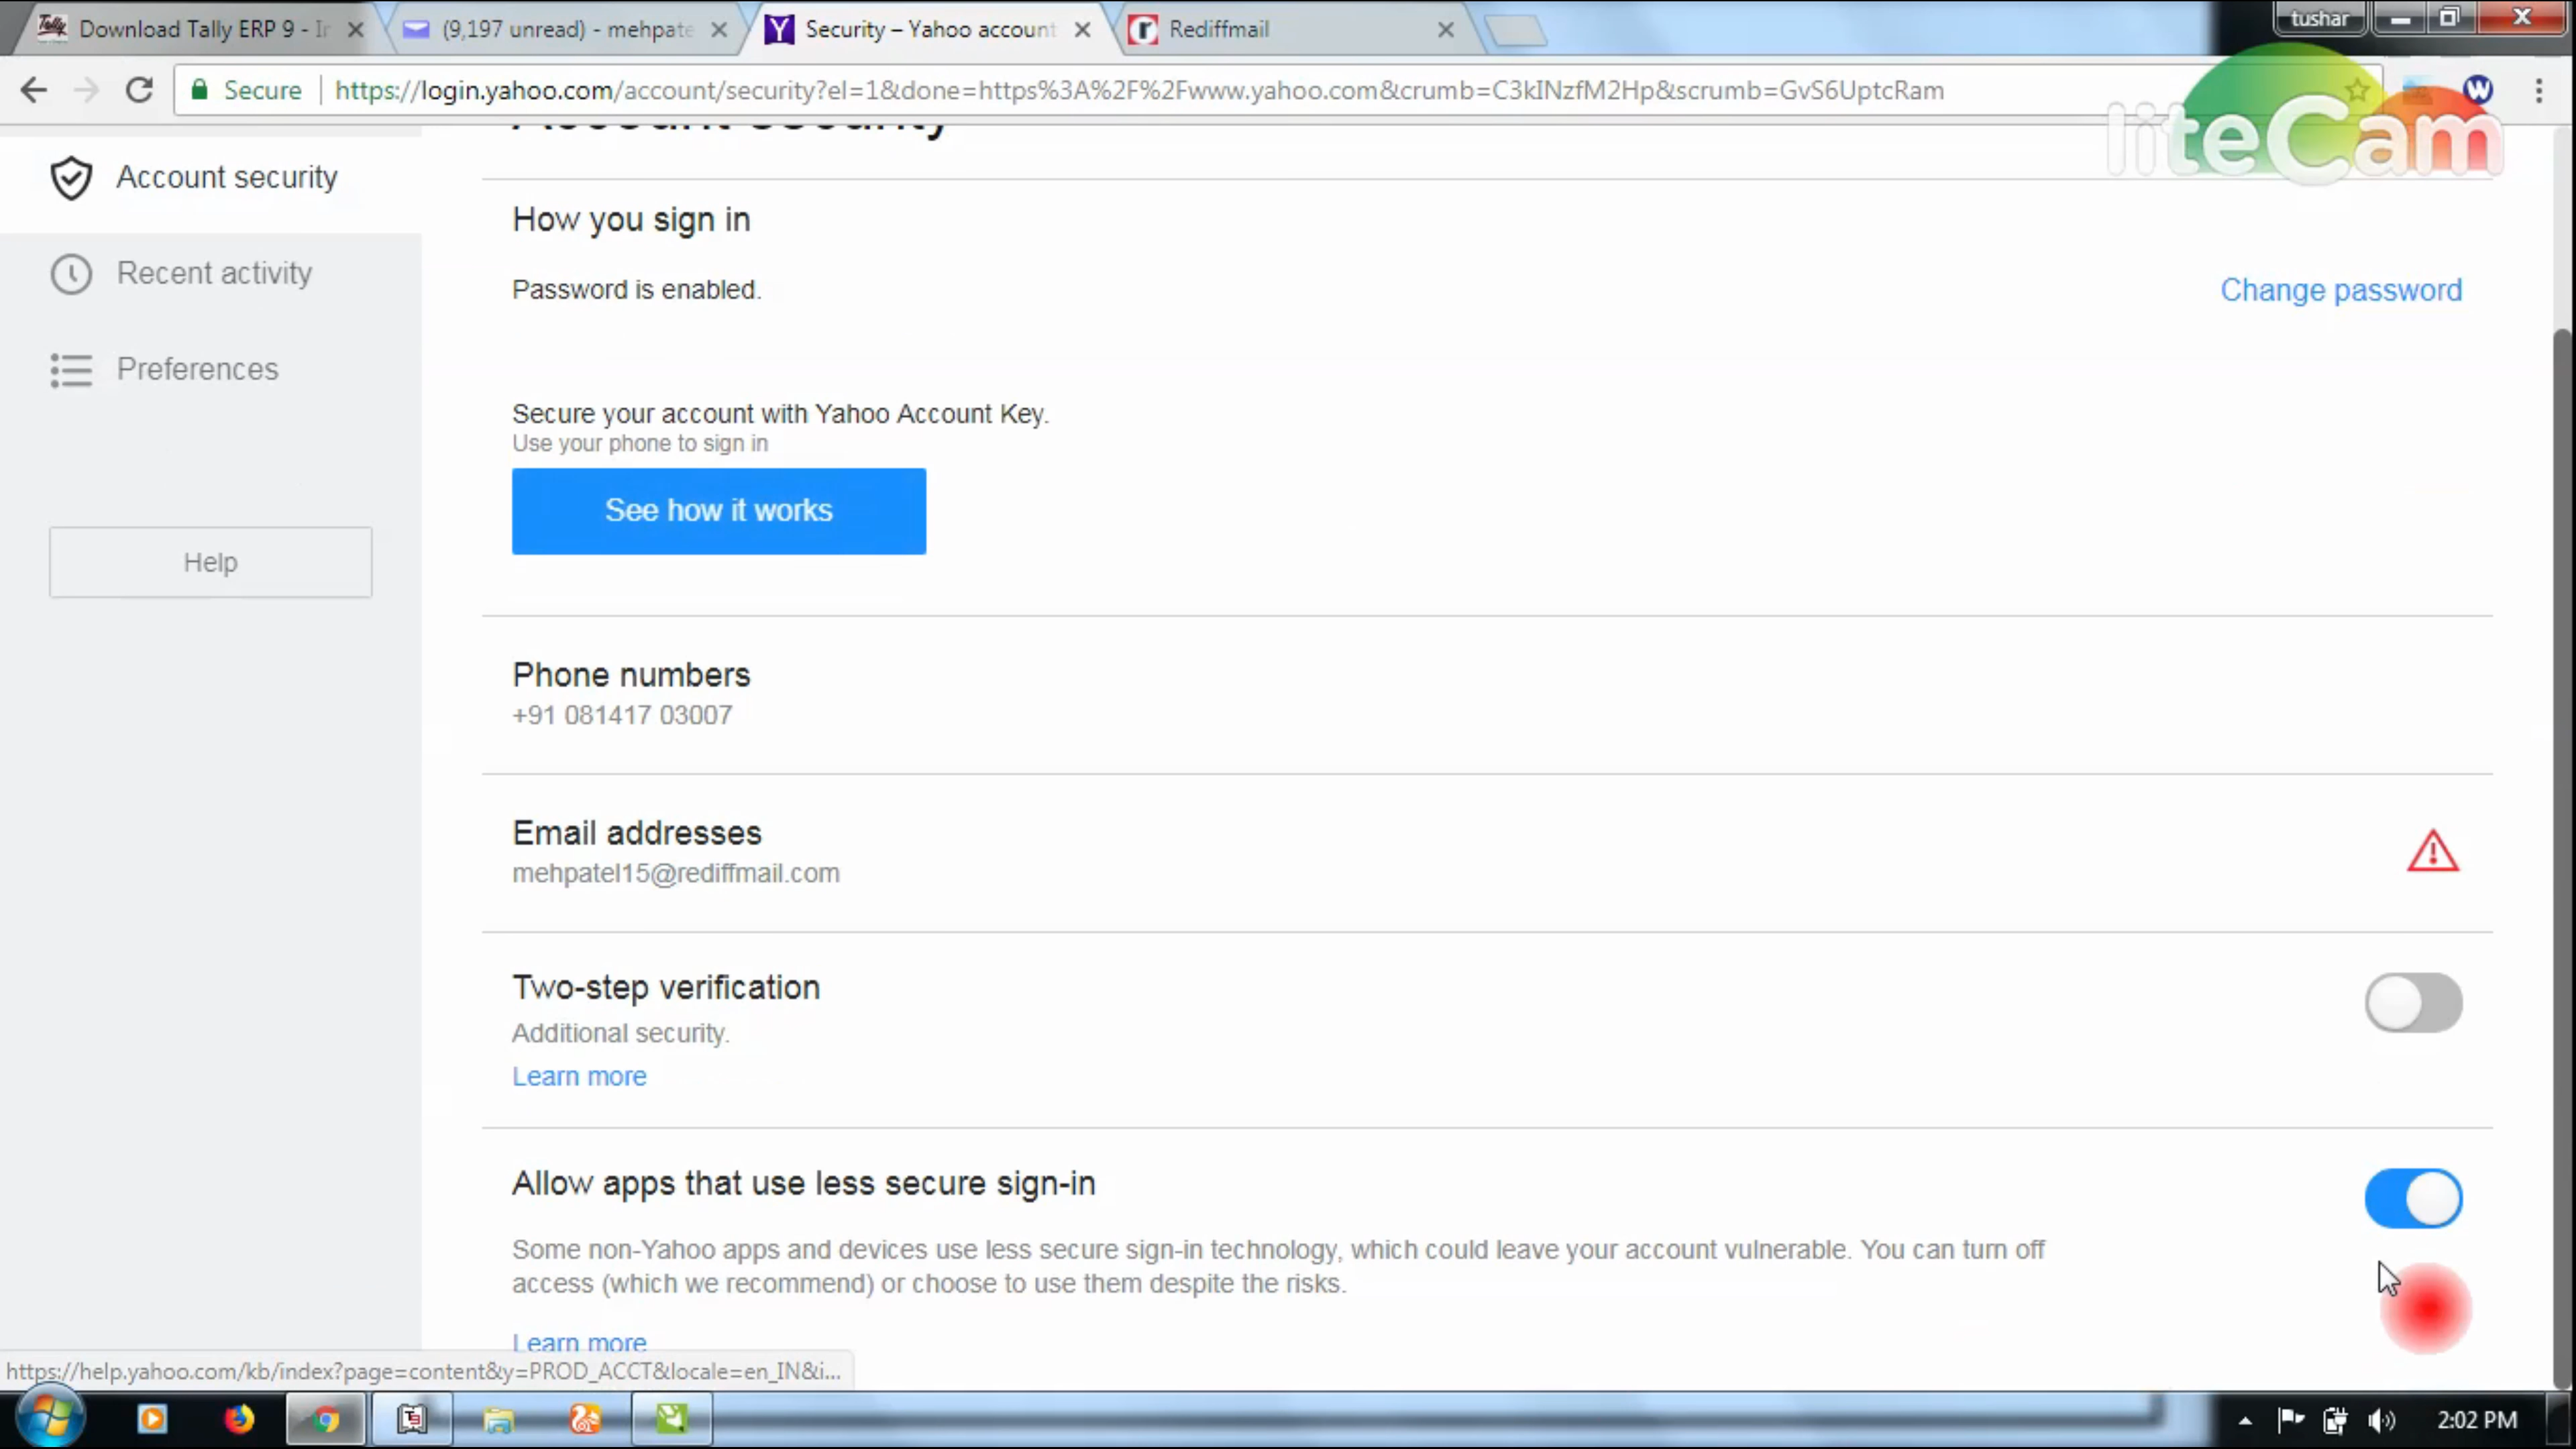 Download Tally ERP 9 - Ir
(9,197 unread) - mehpate
Security – Yahoo account
Rediffmail
tushar
Secure
https://login.yahoo.com/account/security?el=1&done=https%3A%2F%2Fwww.yahoo.com&crumb=C3kINzfM2Hp&scrumb=GvS6UptcRam
liteCam
Account security
Account security
Recent activity
Preferences
Help
How you sign in
Password is enabled.
Change password
Secure your account with Yahoo Account Key.
Use your phone to sign in
See how it works
Phone numbers
+91 081417 03007
Email addresses
mehpatel15@rediffmail.com
Two-step verification
Additional security.
Learn more
Allow apps that use less secure sign-in
Some non-Yahoo apps and devices use less secure sign-in technology, which could leave your account vulnerable. You can turn off
access (which we recommend) or choose to use them despite the risks.
Learn more
https://help.yahoo.com/kb/index?page=content&y=PROD_ACCT&locale=en_IN&i...
2:02 PM